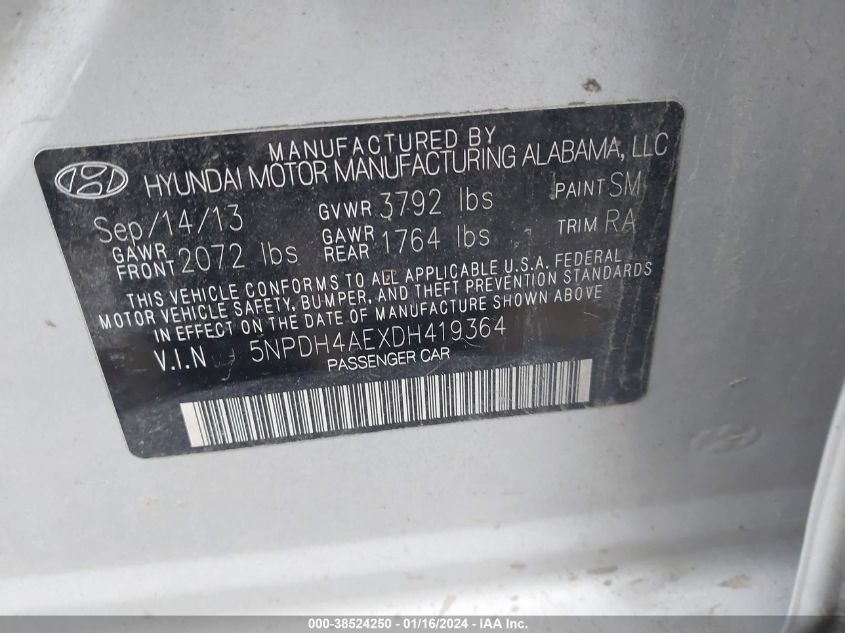 MANUFACTURED BY
HYUNDAI MOTOR MANUFACTURING ALABAMA, LLC
Sep/14/13 GVWR 3792 lbs PAINT SM
GAWR FRONT 2072 lbs GAWR REAR 1764 lbs TRIM RA
THIS VEHICLE CONFORMS TO ALL APPLICABLE U.S.A. FEDERAL
MOTOR VEHICLE SAFETY, BUMPER, AND THEFT PREVENTION STANDARDS
IN EFFECT ON THE DATE OF MANUFACTURE SHOWN ABOVE
V.I.N : 5NPDH4AEXDH419364
PASSENGER CAR
000-38524250 - 01/16/2024 - IAA Inc.